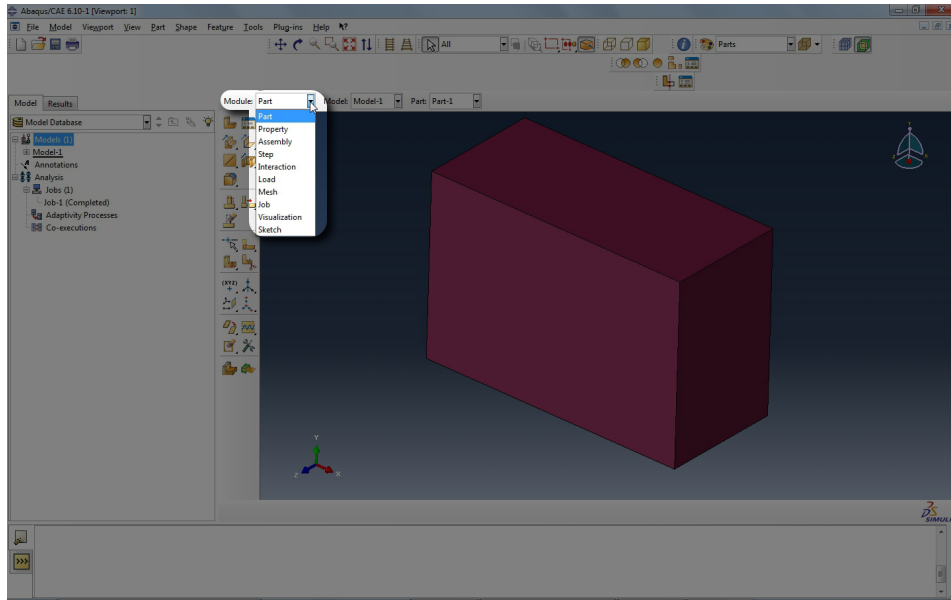 Abaqus/CAE 6.10-1 [Viewport: 1]
File Model Viewport View Part Shape Feature Tools Plug-ins Help
All Parts
Model Results Module: Part Model: Model-1 Part: Part-1
Model Database
Models (1)
Model-1
Annotations
Analysis
Jobs (1)
Job-1 (Completed)
Adaptivity Processes
Co-executions
Part
Property
Assembly
Step
Interaction
Load
Mesh
Job
Visualization
Sketch
(XYZ)
Y
Z X
Y
Z X
SIMULI
>>>